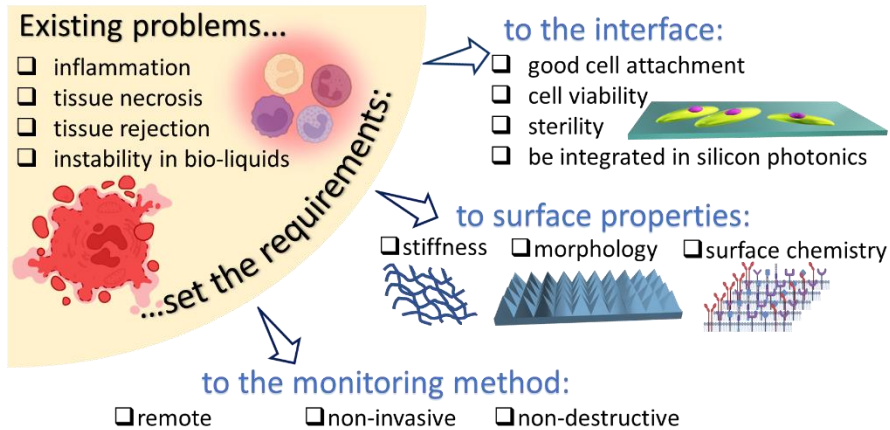 Existing problems...
❑ inflammation
❑ tissue necrosis
❑ tissue rejection
❑ instability in bio-liquids
...set the requirements:
to the interface:
❑ good cell attachment
❑ cell viability
❑ sterility
❑ be integrated in silicon photonics
to surface properties:
❑stiffness ❑morphology ❑surface chemistry
to the monitoring method:
❑remote ❑non-invasive ❑non-destructive